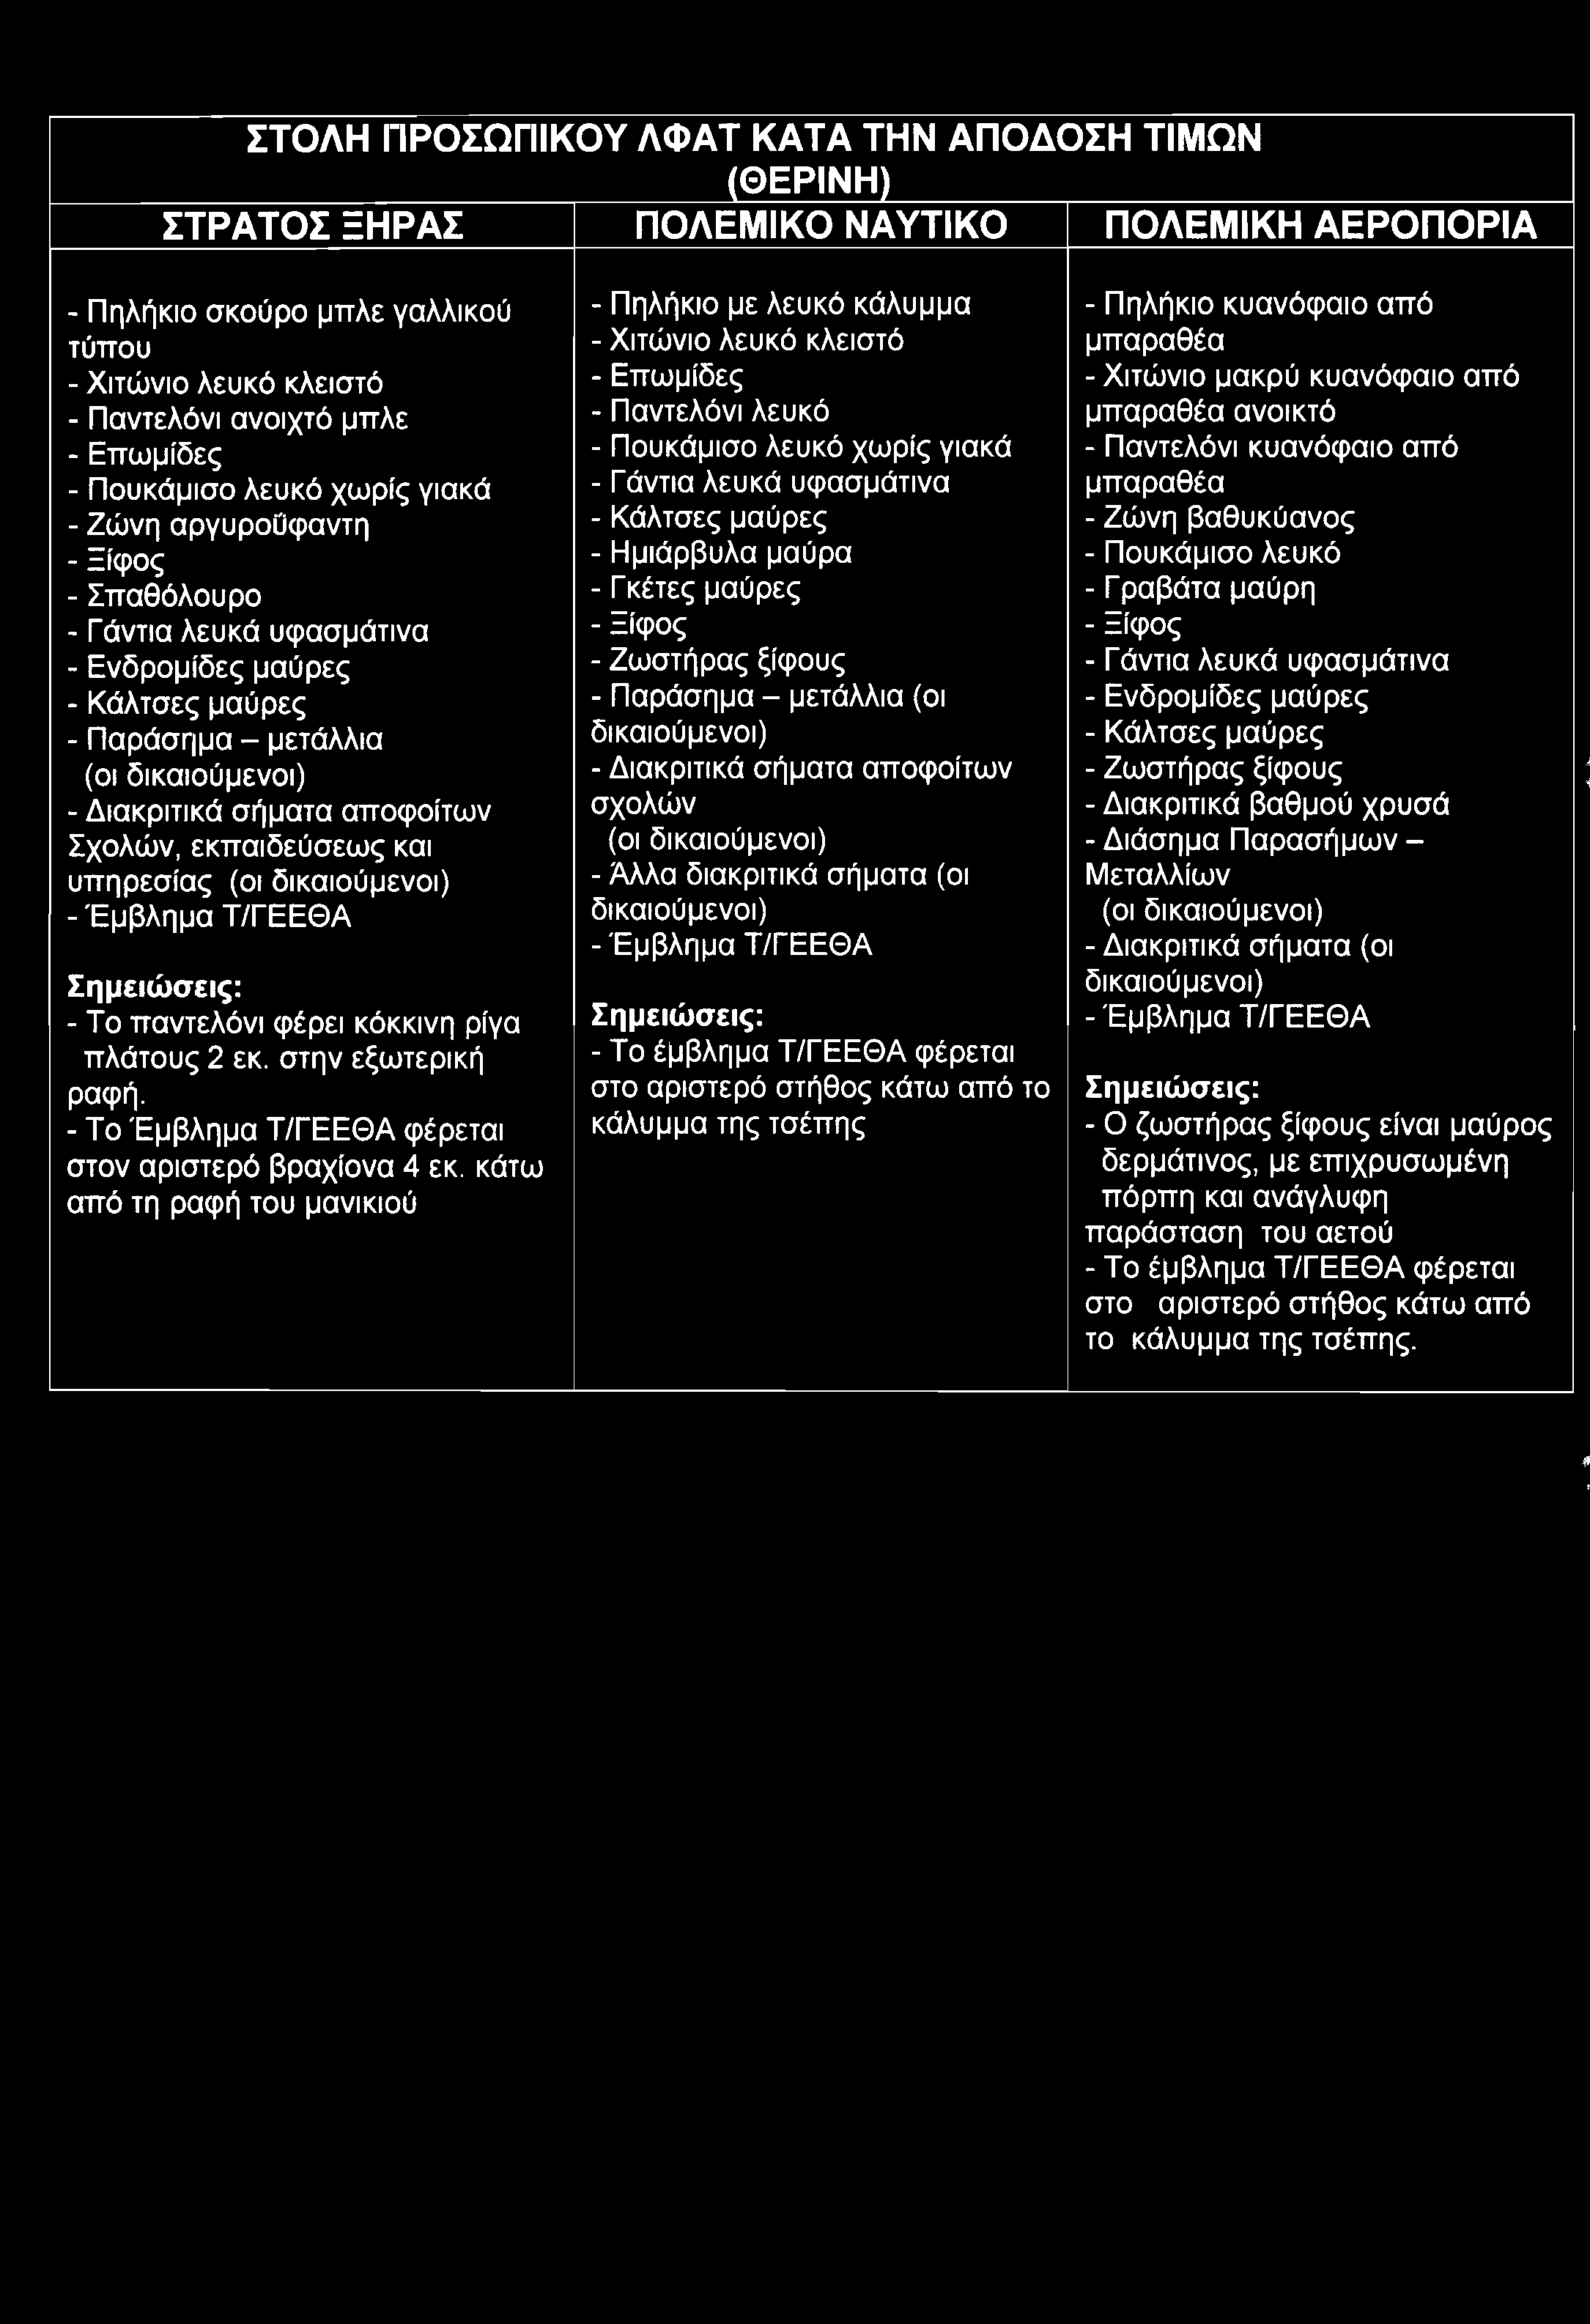 ΣΤΟΛΗ ΠΡΟΣΩΠΙΚΟΥ ΛΦΑΤ ΚΑΤΑ ΤΗΝ ΑΠΟΔΟΣΗ ΤΙΜΩΝ
(ΘΕΡΙΝΗ)
ΣΤΡΑΤΟΣ ΞΗΡΑΣ
- Πηλήκιο σκούρο μπλε γαλλικού
τύπου
- Χιτώνιο λευκό κλειστό
- Παντελόνι ανοιχτό μπλε
- Επωμίδες
- Πουκάμισο λευκό χωρίς γιακά
- Ζώνη αργυροΰφαντη
- Ξίφος
- Σπαθόλουρο
- Γάντια λευκά υφασμάτινα
- Ενδρομίδες μαύρες
- Κάλτσες μαύρες
- Παράσημα – μετάλλια
(οι δικαιούμενοι)
- Διακριτικά σήματα αποφοίτων
Σχολών, εκπαιδεύσεως και
υπηρεσίας (οι δικαιούμενοι)
- Έμβλημα Τ/ΓΕΕΘΑ
Σημειώσεις:
- Το παντελόνι φέρει κόκκινη ρίγα
πλάτους 2 εκ. στην εξωτερική
ραφή.
- Το Έμβλημα Τ/ΓΕΕΘΑ φέρεται
στον αριστερό βραχίονα 4 εκ. κάτω
από τη ραφή του μανικιού
ΠΟΛΕΜΙΚΟ ΝΑΥΤΙΚΟ
- Πηλήκιο με λευκό κάλυμμα
- Χιτώνιο λευκό κλειστό
- Επωμίδες
- Παντελόνι λευκό
- Πουκάμισο λευκό χωρίς γιακά
- Γάντια λευκά υφασμάτινα
- Κάλτσες μαύρες
- Ημιάρβυλα μαύρα
- Γκέτες μαύρες
- Ξίφος
- Ζωστήρας ξίφους
- Παράσημα – μετάλλια (οι
δικαιούμενοι)
- Διακριτικά σήματα αποφοίτων
σχολών
(οι δικαιούμενοι)
- Άλλα διακριτικά σήματα (οι
δικαιούμενοι)
- Έμβλημα Τ/ΓΕΕΘΑ
Σημειώσεις:
- Το έμβλημα Τ/ΓΕΕΘΑ φέρεται
στο αριστερό στήθος κάτω από το
κάλυμμα της τσέπης
ΠΟΛΕΜΙΚΗ ΑΕΡΟΠΟΡΙΑ
- Πηλήκιο κυανόφαιο από
μπαραθέα
- Χιτώνιο μακρύ κυανόφαιο από
μπαραθέα ανοικτό
- Παντελόνι κυανόφαιο από
μπαραθέα
- Ζώνη βαθυκύανος
- Πουκάμισο λευκό
- Γραβάτα μαύρη
- Ξίφος
- Γάντια λευκά υφασμάτινα
- Ενδρομίδες μαύρες
- Κάλτσες μαύρες
- Ζωστήρας ξίφους
- Διακριτικά βαθμού χρυσά
- Διάσημα Παρασήμων –
Μεταλλίων
(οι δικαιούμενοι)
- Διακριτικά σήματα (οι
δικαιούμενοι)
- Έμβλημα Τ/ΓΕΕΘΑ
Σημειώσεις:
- Ο ζωστήρας ξίφους είναι μαύρος
δερμάτινος, με επιχρυσωμένη
πόρπη και ανάγλυφη
παράσταση του αετού
- Το έμβλημα Τ/ΓΕΕΘΑ φέρεται
στο αριστερό στήθος κάτω από
το κάλυμμα της τσέπης.